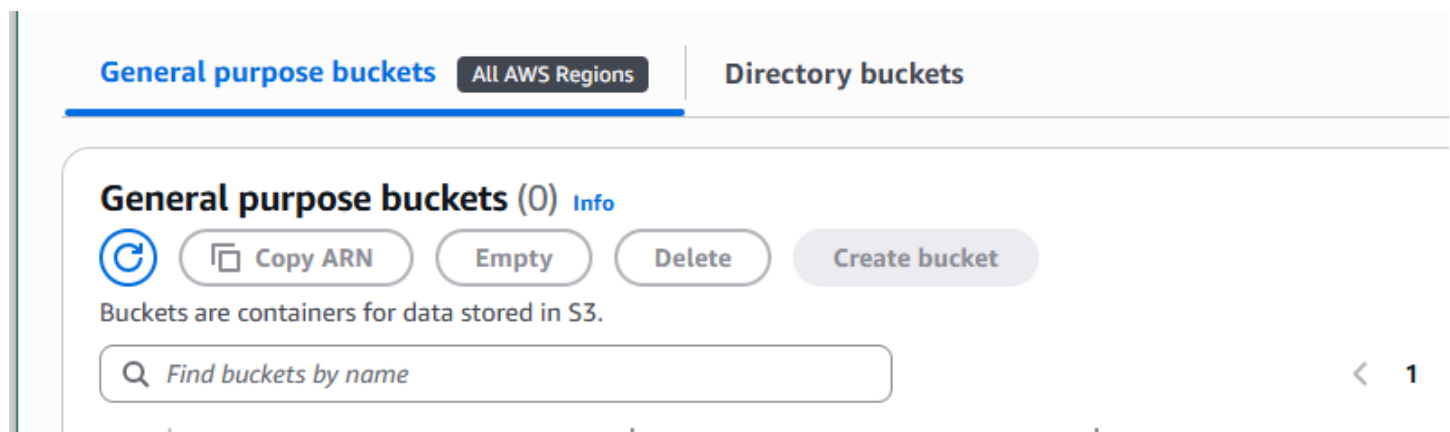 General purpose buckets All AWS Regions Directory buckets
General purpose buckets (0) Info
Copy ARN Empty Delete Create bucket
Buckets are containers for data stored in S3.
Find buckets by name 1